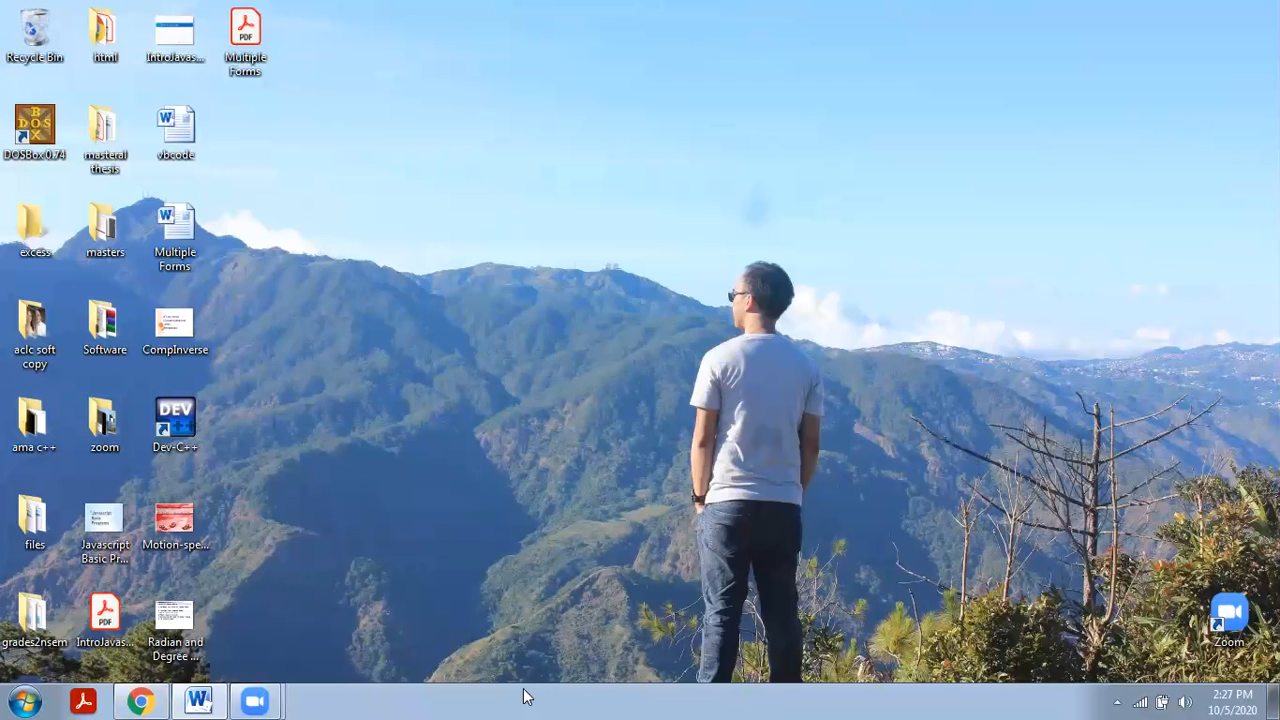 Recycle Bin
html
IntroJavas...
Multiple
Forms
PDF
BOX
DOS
DOSBox 0.74
masteral
thesis
vbcode
excess
masters
Multiple
Forms
aclc soft
copy
Software
CompInverse
ama c++
zoom
DEV
Dev-C++
files
Javascript
Basic Pr...
Motion-spe...
grades2nsem
IntroJavas...
Radian and
Degree ...
Zoom
2:27 PM
10/5/2020